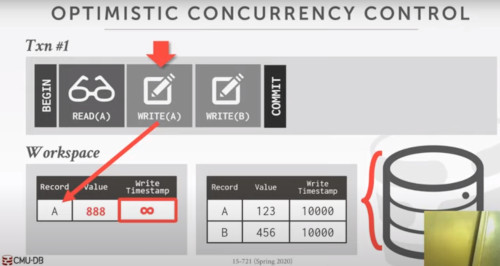 OPTIMISTIC CONCURRENCY CONTROL
Txn #1
BEGIN
READ(A)
WRITE(A)
WRITE(B)
COMMIT
Workspace
Record Value Write Timestamp
A 888 ∞
Record Value Write Timestamp
A 123 10000
B 456 10000
CMU-DB
15-721 (Spring 2020)